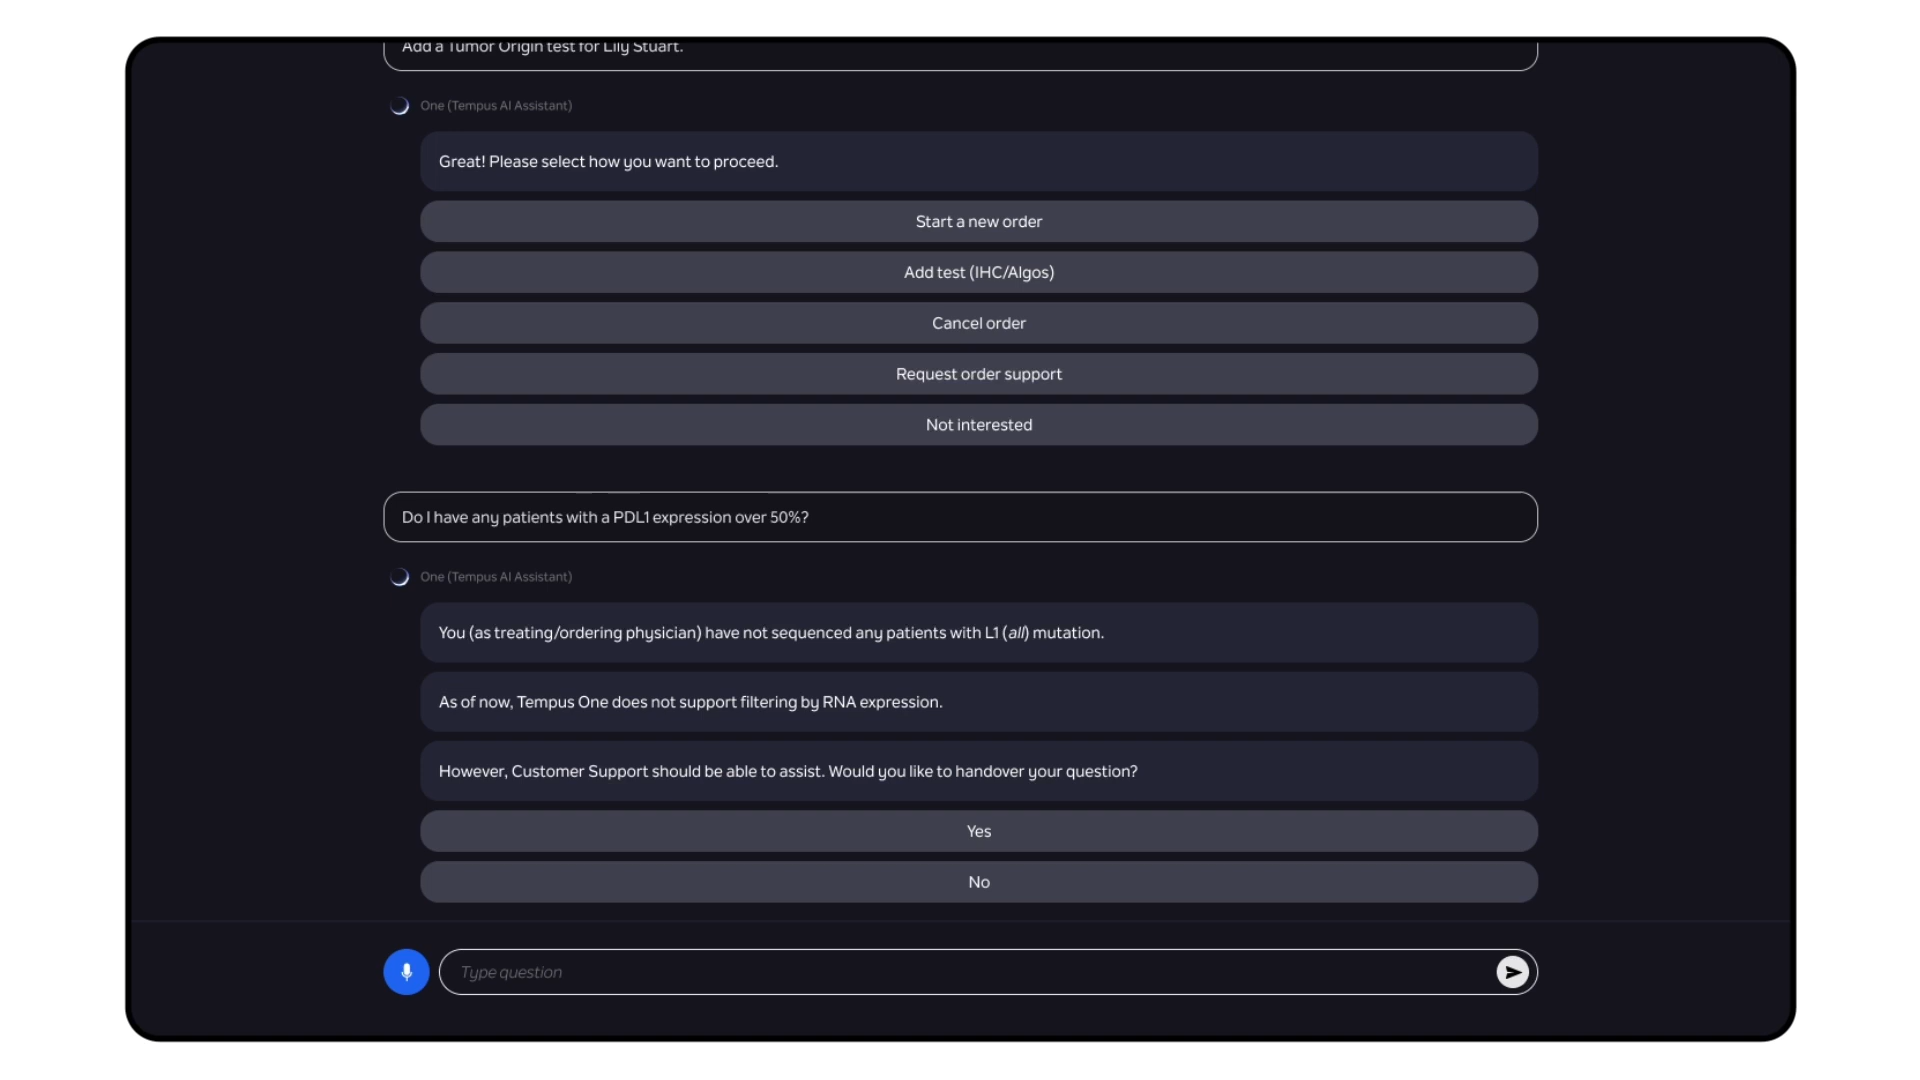 Add a Tumor Origin test for Lily Stuart.
One (Tempus AI Assistant)
Great! Please select how you want to proceed.
Start a new order
Add test (IHC/Algos)
Cancel order
Request order support
Not interested
Do I have any patients with a PDL1 expression over 50%?
One (Tempus AI Assistant)
You (as treating/ordering physician) have not sequenced any patients with L1 (all) mutation.
As of now, Tempus One does not support filtering by RNA expression.
However, Customer Support should be able to assist. Would you like to handover your question?
Yes
No
Type question